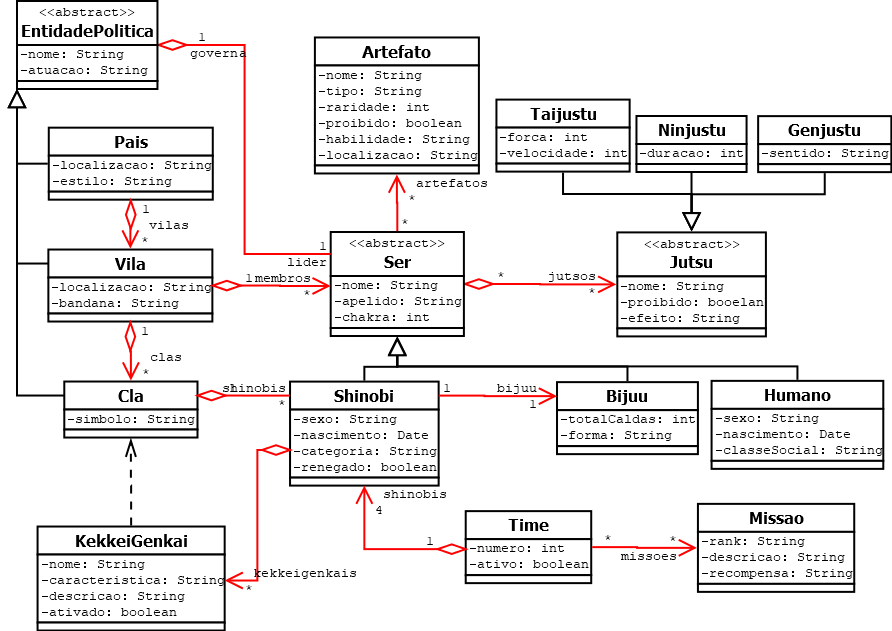 <<abstract>>
EntidadePolitica
-nome: String
-atuacao: String
1
governa
Artefato
-nome: String
-tipo: String
-raridade: int
-proibido: boolean
-habilidade: String
-localizacao: String
Taijustu
-forca: int
-velocidade: int
Ninjustu
-duracao: int
Genjustu
-sentido: String
Pais
-localizacao: String
-estilo: String
1
vilas
*
artefatos
*
*
1
lider
<<abstract>>
Ser
-nome: String
-apelido: String
-chakra: int
<<abstract>>
Jutsu
-nome: String
-proibido: booelan
-efeito: String
*
jutsos
*
Vila
-localizacao: String
-bandana: String
1
membros
*
1
clas
*
Cla
-simbolo: String
1
shinobis
*
Shinobi
-sexo: String
-nascimento: Date
-categoria: String
-renegado: boolean
1
bijuu
1
Bijuu
-totalCaldas: int
-forma: String
Humano
-sexo: String
-nascimento: Date
-classeSocial: String
shinobis
4
1
Time
-numero: int
-ativo: boolean
*
*
missoes
Missao
-rank: String
-descricao: String
-recompensa: String
KekkeiGenkai
-nome: String
-caracteristica: String
-descricao: String
-ativado: boolean
kekkeigenkais
*